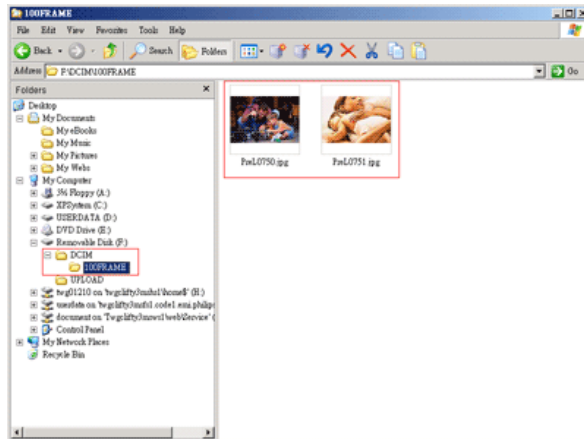 100FRAME
File Edit View Favorites Tools Help
Back Search Folders
Address F:\DCIM\100FRAME Go
Folders
Desktop
My Documents
My eBooks
My Music
My Pictures
My Webs
My Computer
3½ Floppy (A:)
XPSystem (C:)
USERDATA (D:)
DVD Drive (E:)
Removable Disk (F:)
DCIM
100FRAME
UPLOAD
(H:)
document on
Control Panel
My Network Places
Recycle Bin
PreL0750.jpg
PreL0751.jpg